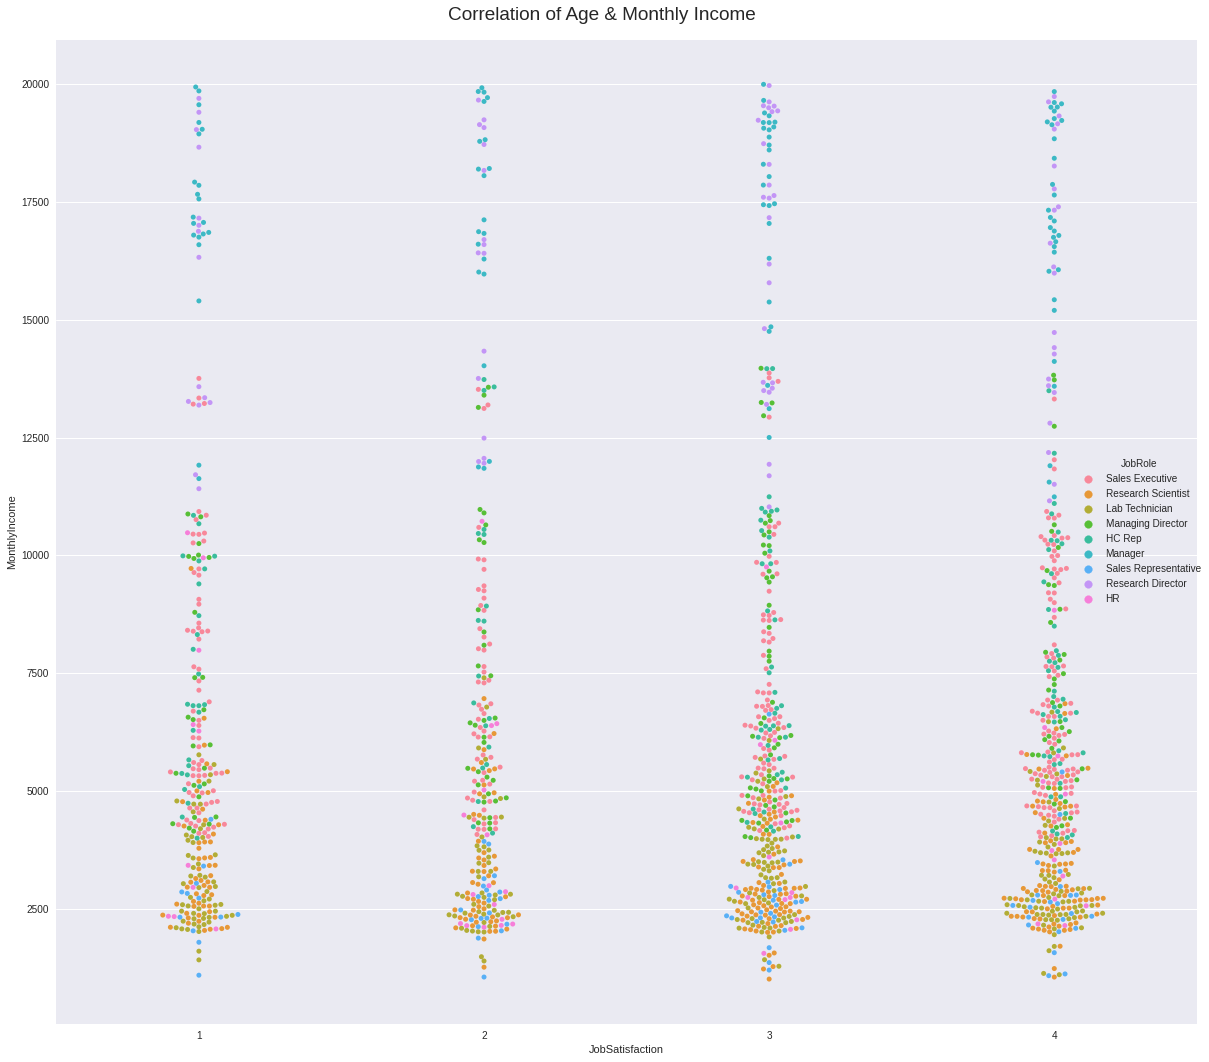 Correlation of Age & Monthly Income
20000
17500
15000
12500
10000
7500
5000
2500
MonthlyIncome
1
2
3
4
JobSatisfaction
JobRole
Sales Executive
Research Scientist
Lab Technician
Managing Director
HC Rep
Manager
Sales Representative
Research Director
HR